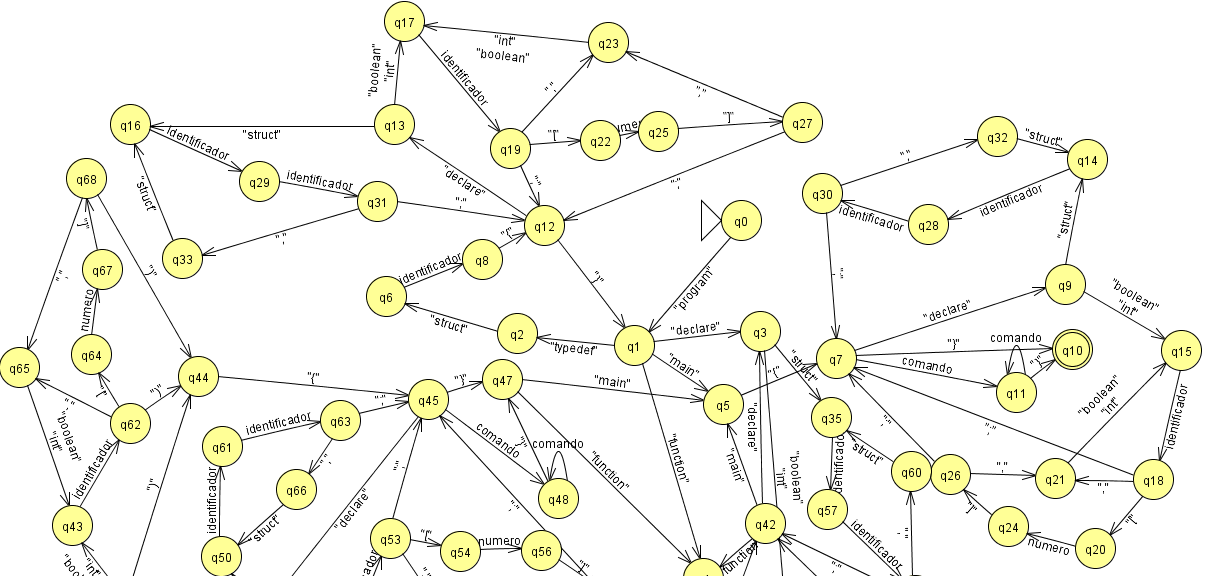 q17
"int"
"boolean"
q23
"boolean"
"int"
identificador
","
q16
"struct"
q13
q19
"["
q22
q25
"]"
q27
","
";"
identificador
q29
identificador
q31
"declare"
";"
";"
q12
q0
q68
"struct"
","
q33
q8
"{"
identificador
q6
"}"
"program"
q32
","
"struct"
q14
q30
identificador
q28
identificador
"struct"
";"
q9
"boolean"
"int"
"declare"
"]"
","
")"
q67
numero
q64
q65
q2
"struct"
"typedef"
q1
"declare"
q3
"main"
"struct"
"{"
q7
"}"
comando
q10
comando
"}"
q11
q15
q44
"{"
q45
"}"
q47
"main"
q5
"boolean"
"int"
identificador
","
"boolean"
"int"
"["
")"
q62
identificador
q61
identificador
q63
";"
","
comando
"}"
comando
q48
"function"
"function"
"declare"
"main"
q35
"struct"
q60
q26
";"
";"
","
q21
","
q18
identificador
q66
"struct"
identificador
q50
"declare"
";"
";"
"boolean"
"int"
q57
identificador
"]"
q24
numero
q20
"["
q43
")"
q53
"["
q54
numero
q56
"]"
q42
"function"
";"
"int"